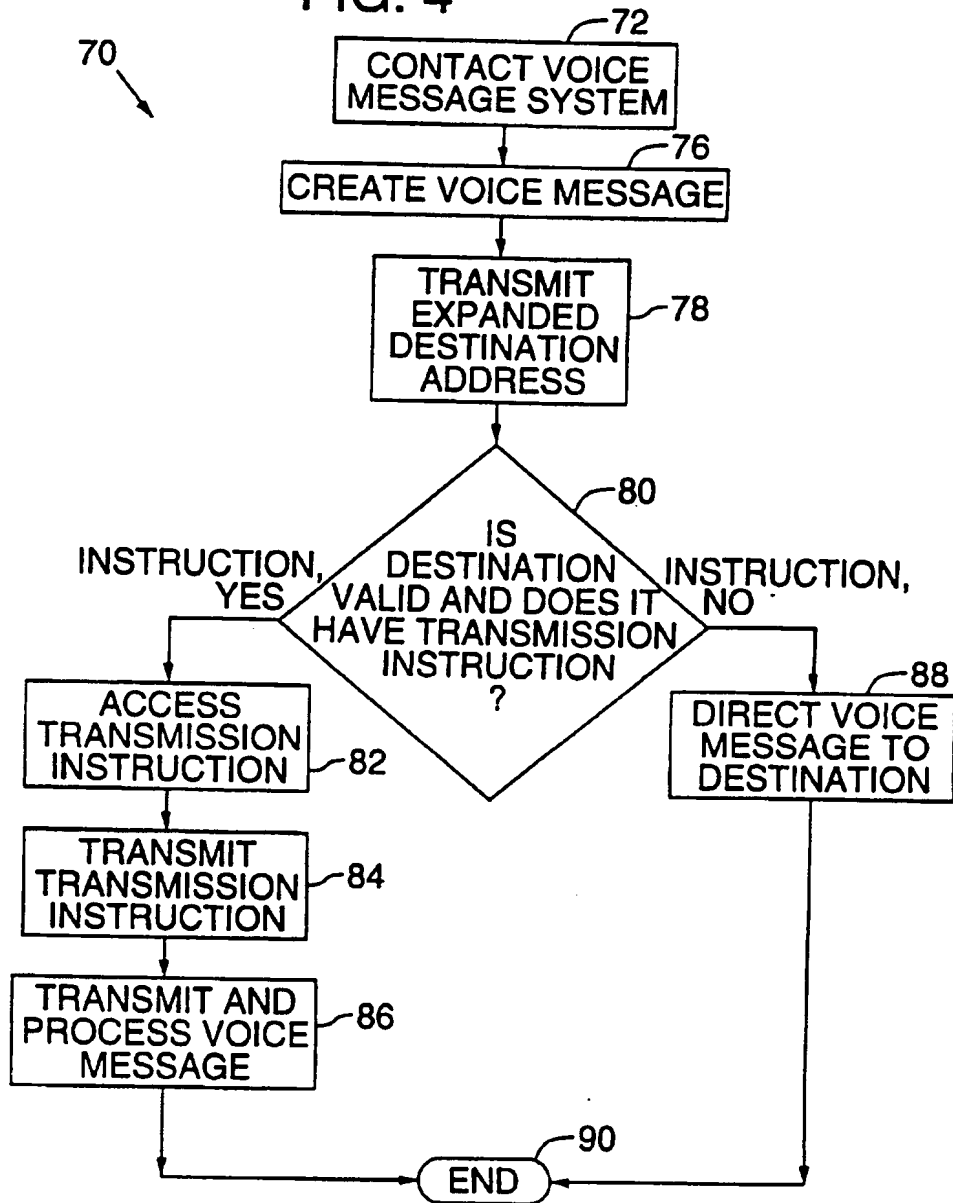 FIG. 4
70
72
CONTACT VOICE
MESSAGE SYSTEM
76
CREATE VOICE MESSAGE
TRANSMIT
EXPANDED
DESTINATION
ADDRESS
78
80
IS
DESTINATION
VALID AND DOES IT
HAVE TRANSMISSION
INSTRUCTION
?
INSTRUCTION,
YES
INSTRUCTION,
NO
ACCESS
TRANSMISSION
INSTRUCTION
82
TRANSMIT
TRANSMISSION
INSTRUCTION
84
TRANSMIT AND
PROCESS VOICE
MESSAGE
86
88
DIRECT VOICE
MESSAGE TO
DESTINATION
90
END